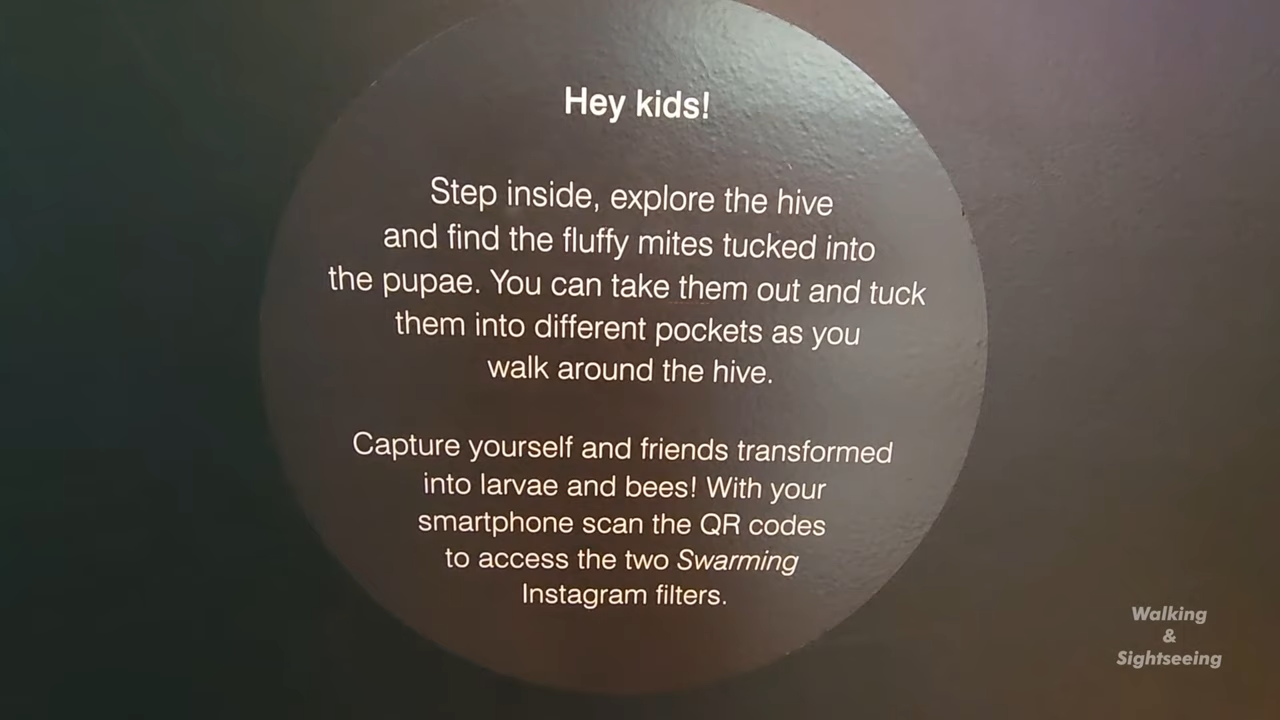 Hey kids!
Step inside, explore the hive
and find the fluffy mites tucked into
the pupae. You can take them out and tuck
them into different pockets as you
walk around the hive.
Capture yourself and friends transformed
into larvae and bees! With your
smartphone scan the QR codes
to access the two Swarming
Instagram filters.
Walking
&
Sightseeing